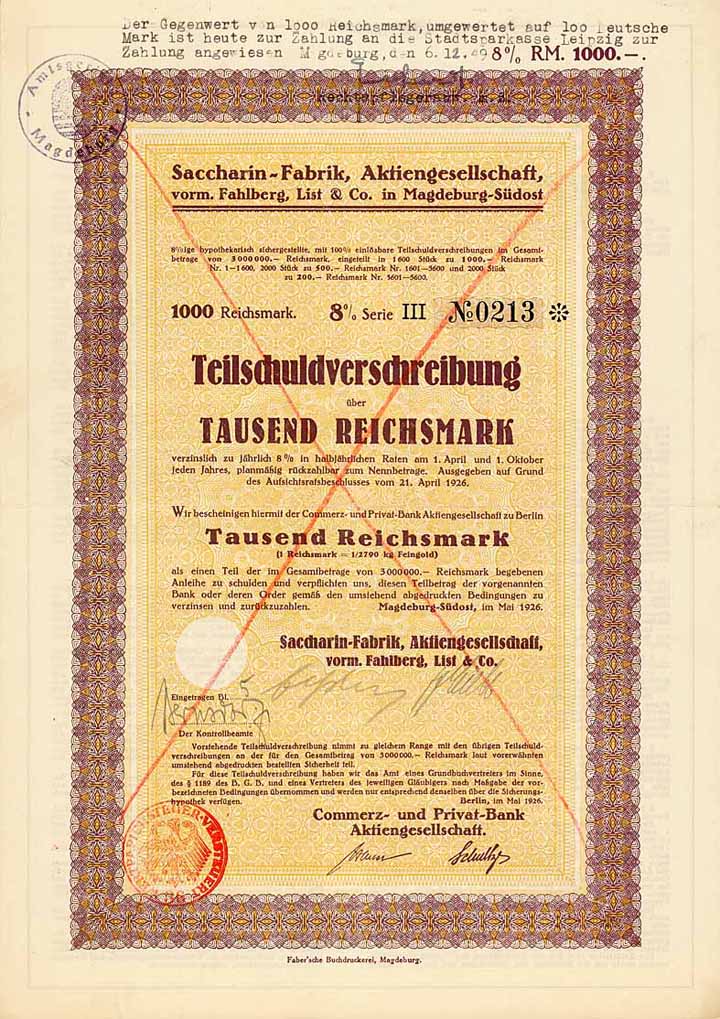 Der Gegenwert von 1000 Reichsmark, umgewertet auf 100 Deutsche
Mark ist heute zur Zahlung an die Stadtsparkasse Leipzig zur
Zahlung angewiesen M gdeburg, den 6.12.49
8% RM. 1000.–.
Amtsger
Magdeburg
Saccharin-Fabrik, Aktiengesellschaft,
vorm. Fahlberg, List & Co. in Magdeburg-Südost
8%ige hypothekarisch sichergestellte, mit 100% einlösbare Teilschuldverschreibungen im Gesamt-
betrage von 3000000.– Reichsmark, eingeteilt in 1600 Stück zu 1000.– Reichsmark
Nr. 1–1600, 2000 Stück zu 500.– Reichsmark Nr. 1601–3600 und 2000 Stück
zu 200.– Reichsmark Nr. 3601–5600.
1000 Reichsmark. 8% Serie III № 0213
Teilschuldverschreibung
über
TAUSEND REICHSMARK
verzinslich zu jährlich 8% in halbjährlichen Raten am 1. April und 1. Oktober
jeden Jahres, planmäßig rückzahlbar zum Nennbetrage. Ausgegeben auf Grund
des Aufsichtsratsbeschlusses vom 21. April 1926.
Wir bescheinigen hiermit der Commerz- und Privat-Bank Aktiengesellschaft zu Berlin
Tausend Reichsmark
(1 Reichsmark = 1/2790 kg Feingold)
als einen Teil der im Gesamtbetrage von 3000000.– Reichsmark begebenen
Anleihe zu schulden und verpflichten uns, diesen Teilbetrag der vorgenannten
Bank oder deren Order gemäß den umstehend abgedruckten Bedingungen zu
verzinsen und zurückzuzahlen. Magdeburg-Südost, im Mai 1926.
Saccharin-Fabrik, Aktiengesellschaft,
vorm. Fahlberg, List & Co.
Eingetragen Bl. 5
Der Kontrollbeamte
Vorstehende Teilschuldverschreibung nimmt zu gleichem Range mit den übrigen Teilschuld-
verschreibungen an der für den Gesamtbetrag von 3000000.– Reichsmark laut vorerwähnten
umstehend abgedruckten bestellten Sicherheit teil.
Für diese Teilschuldverschreibung haben wir das Amt eines Grundbuchvertreters im Sinne,
des § 1189 des B. G. B. und eines Vertreters des jeweiligen Gläubigers nach Maßgabe der vor-
bezeichneten Bedingungen übernommen und werden nur entsprechend denselben über die Sicherungs-
hypothek verfügen. Berlin, im Mai 1926.
Commerz- und Privat-Bank
Aktiengesellschaft.
Faber'sche Buchdruckerei, Magdeburg.